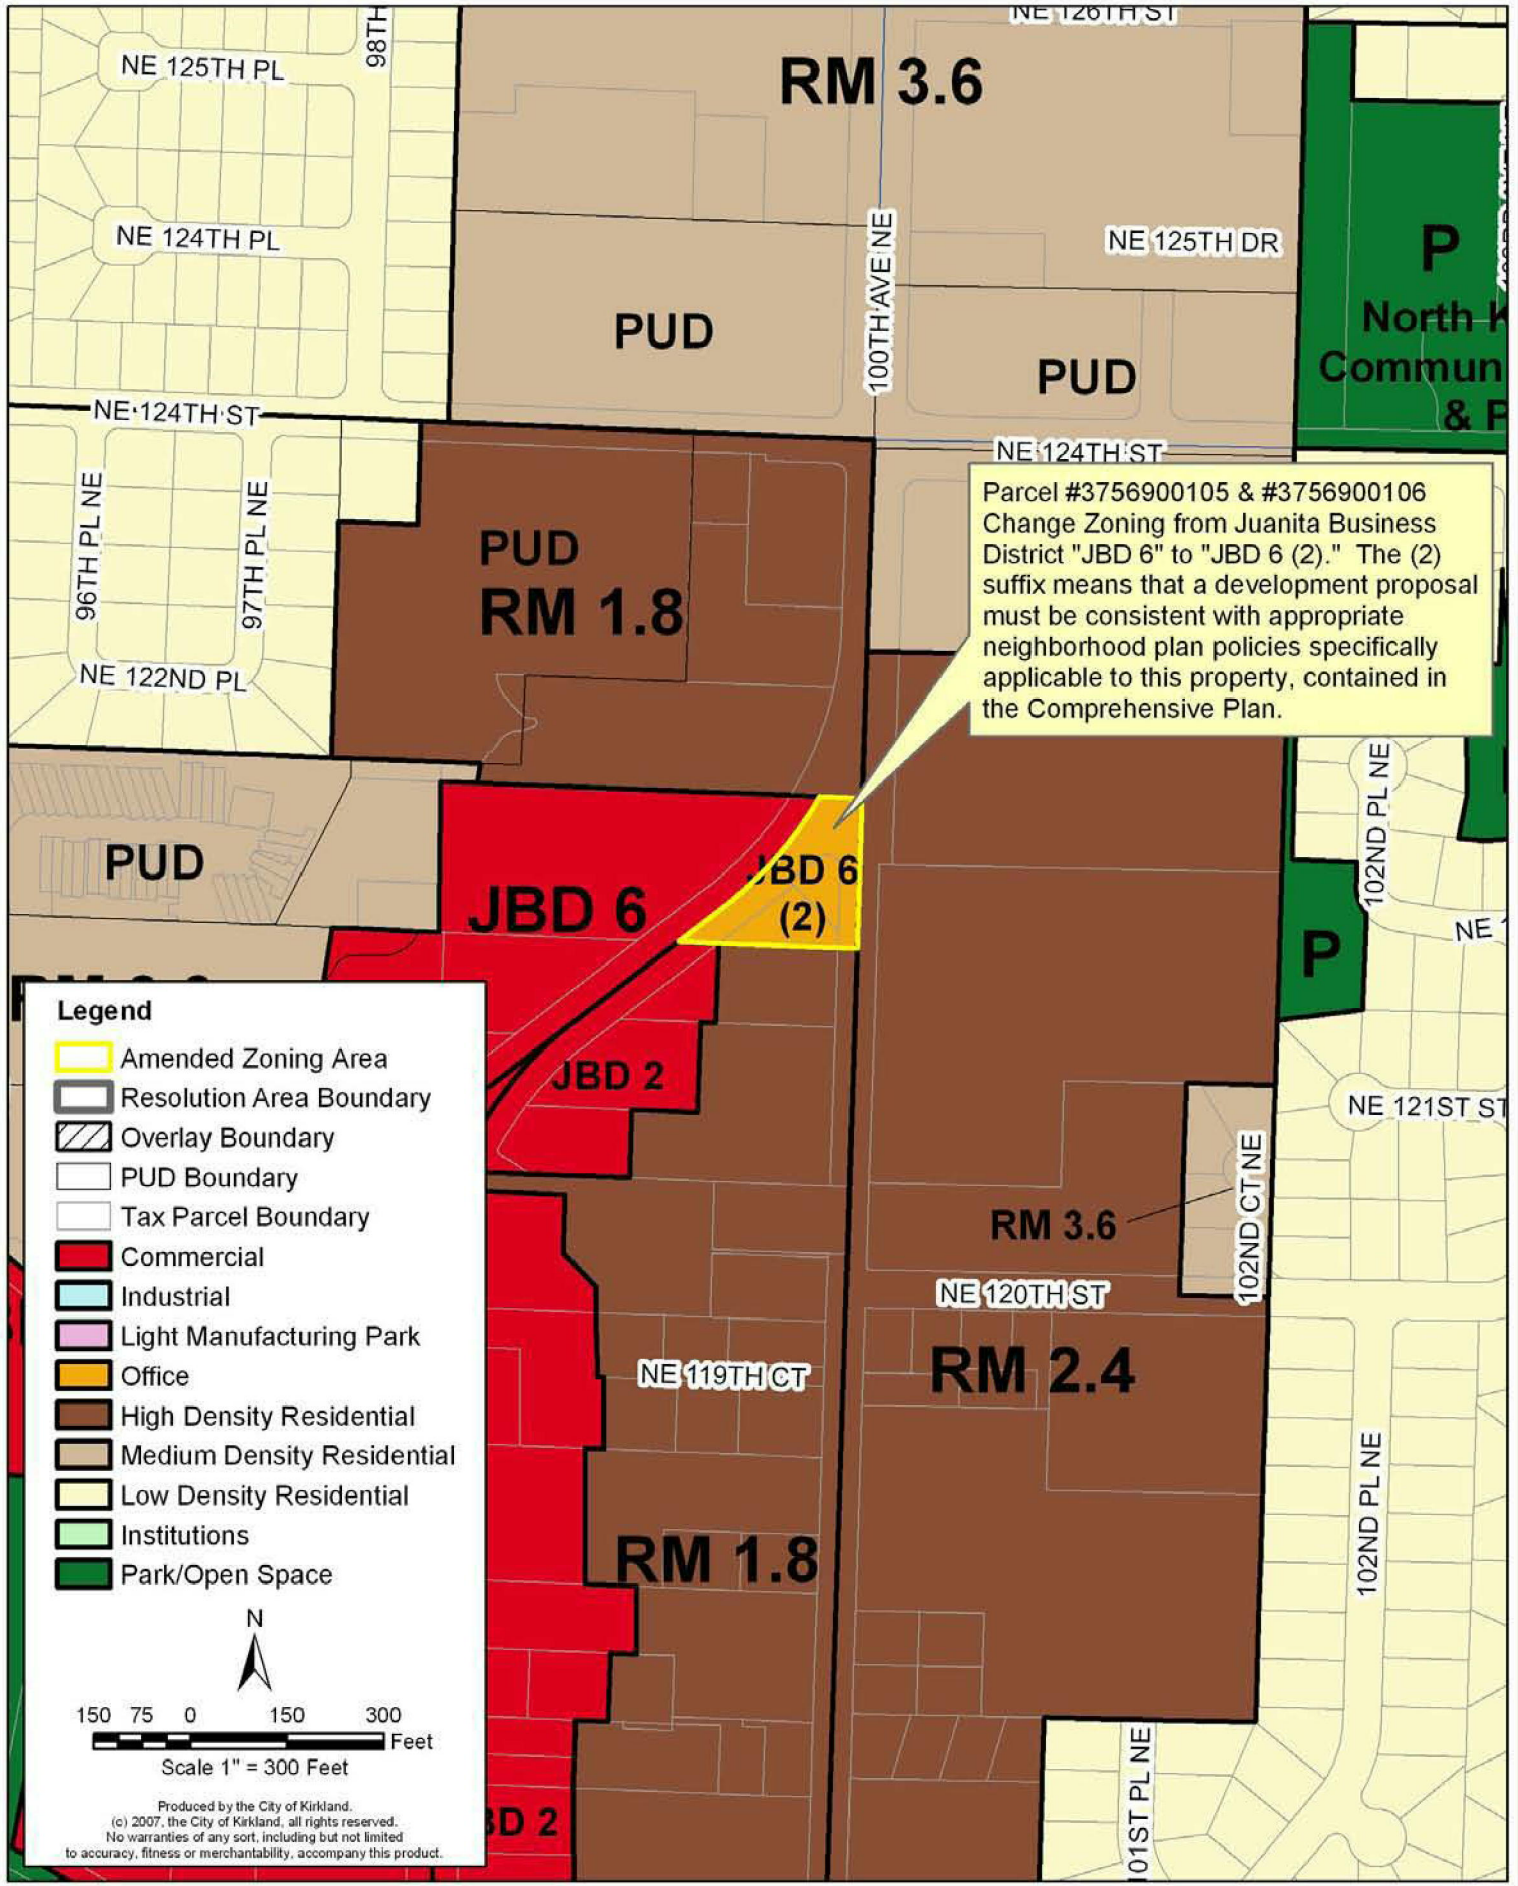 NE 126TH ST
98TH
NE 125TH PL
RM 3.6
NE 124TH PL
NE 125TH DR
P
North K
Commun
& P
100TH AVE NE
PUD
PUD
NE 124TH ST
NE 124TH ST
Parcel #3756900105 & #3756900106
Change Zoning from Juanita Business
District "JBD 6" to "JBD 6 (2)." The (2)
suffix means that a development proposal
must be consistent with appropriate
neighborhood plan policies specifically
applicable to this property, contained in
the Comprehensive Plan.
96TH PL NE
97TH PL NE
PUD
RM 1.8
NE 122ND PL
102ND PL NE
PUD
JBD 6
(2)
JBD 6
NE
P
JBD 2
NE 121ST ST
102ND CT NE
RM 3.6
NE 120TH ST
RM 2.4
NE 119TH CT
102ND PL NE
RM 1.8
101ST PL NE
BD 2
Legend
Amended Zoning Area
Resolution Area Boundary
Overlay Boundary
PUD Boundary
Tax Parcel Boundary
Commercial
Industrial
Light Manufacturing Park
Office
High Density Residential
Medium Density Residential
Low Density Residential
Institutions
Park/Open Space
N
150 75 0 150 300
Feet
Scale 1" = 300 Feet
Produced by the City of Kirkland.
(c) 2007, the City of Kirkland, all rights reserved.
No warranties of any sort, including but not limited
to accuracy, fitness or merchantability, accompany this product.